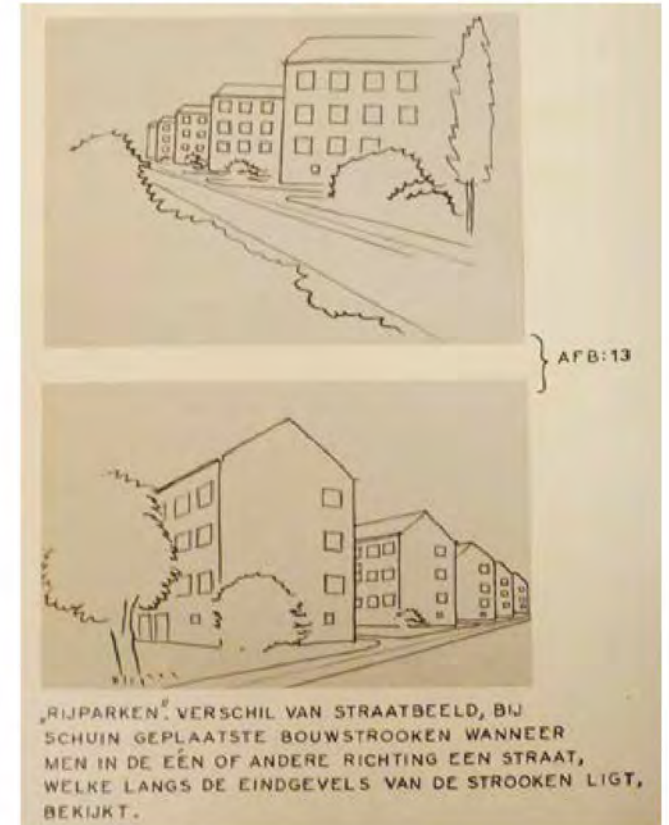 AFB:13
„RIJPARKEN”. VERSCHIL VAN STRAATBEELD, BIJ
SCHUIN GEPLAATSTE BOUWSTROOKEN WANNEER
MEN IN DE EÉN OF ANDERE RICHTING EEN STRAAT,
WELKE LANGS DE EINDGEVELS VAN DE STROOKEN LIGT,
BEKIJKT.